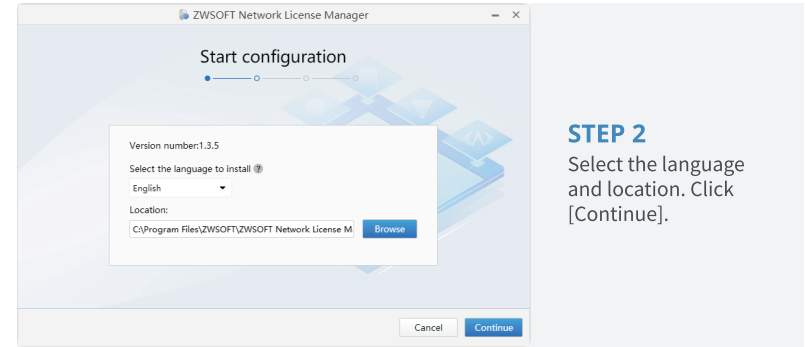 ZWSOFT Network License Manager
Start configuration
Version number:1.3.5
Select the language to install ?
English
Location:
C:\Program Files\ZWSOFT\ZWSOFT Network License M
Browse
Cancel
Continue
STEP 2
Select the language
and location. Click
[Continue].